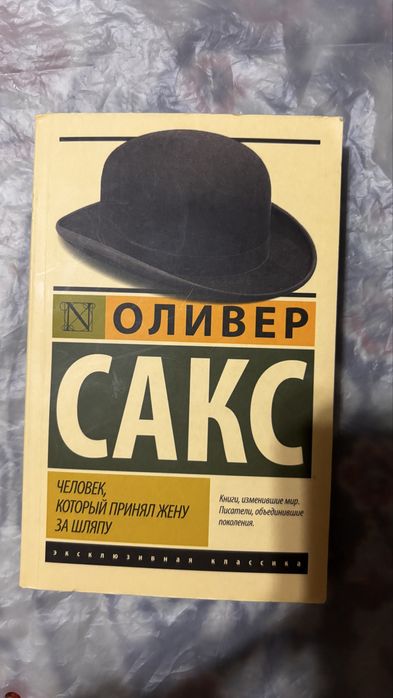 N ОЛИВЕР
САКС
ЧЕЛОВЕК,
КОТОРЫЙ ПРИНЯЛ ЖЕНУ
ЗА ШЛЯПУ
Книги, изменившие мир.
Писатели, объединившие
поколения.
эксклюзивная классика